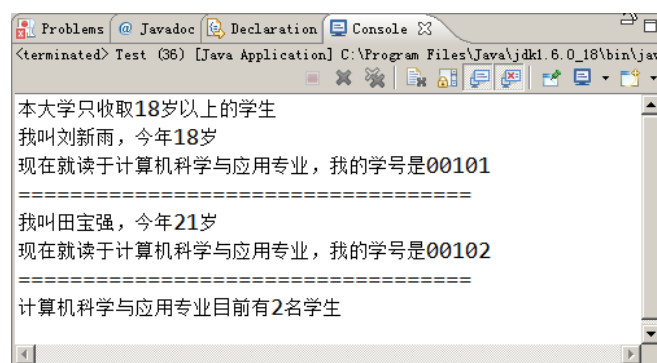 Problems @ Javadoc Declaration Console
<terminated> Test (36) [Java Application] C:\Program Files\Java\jdk1.6.0_18\bin\jav
本大学只收取18岁以上的学生
我叫刘新雨，今年18岁
现在就读于计算机科学与应用专业，我的学号是00101
===================================
我叫田宝强，今年21岁
现在就读于计算机科学与应用专业，我的学号是00102
===================================
计算机科学与应用专业目前有2名学生